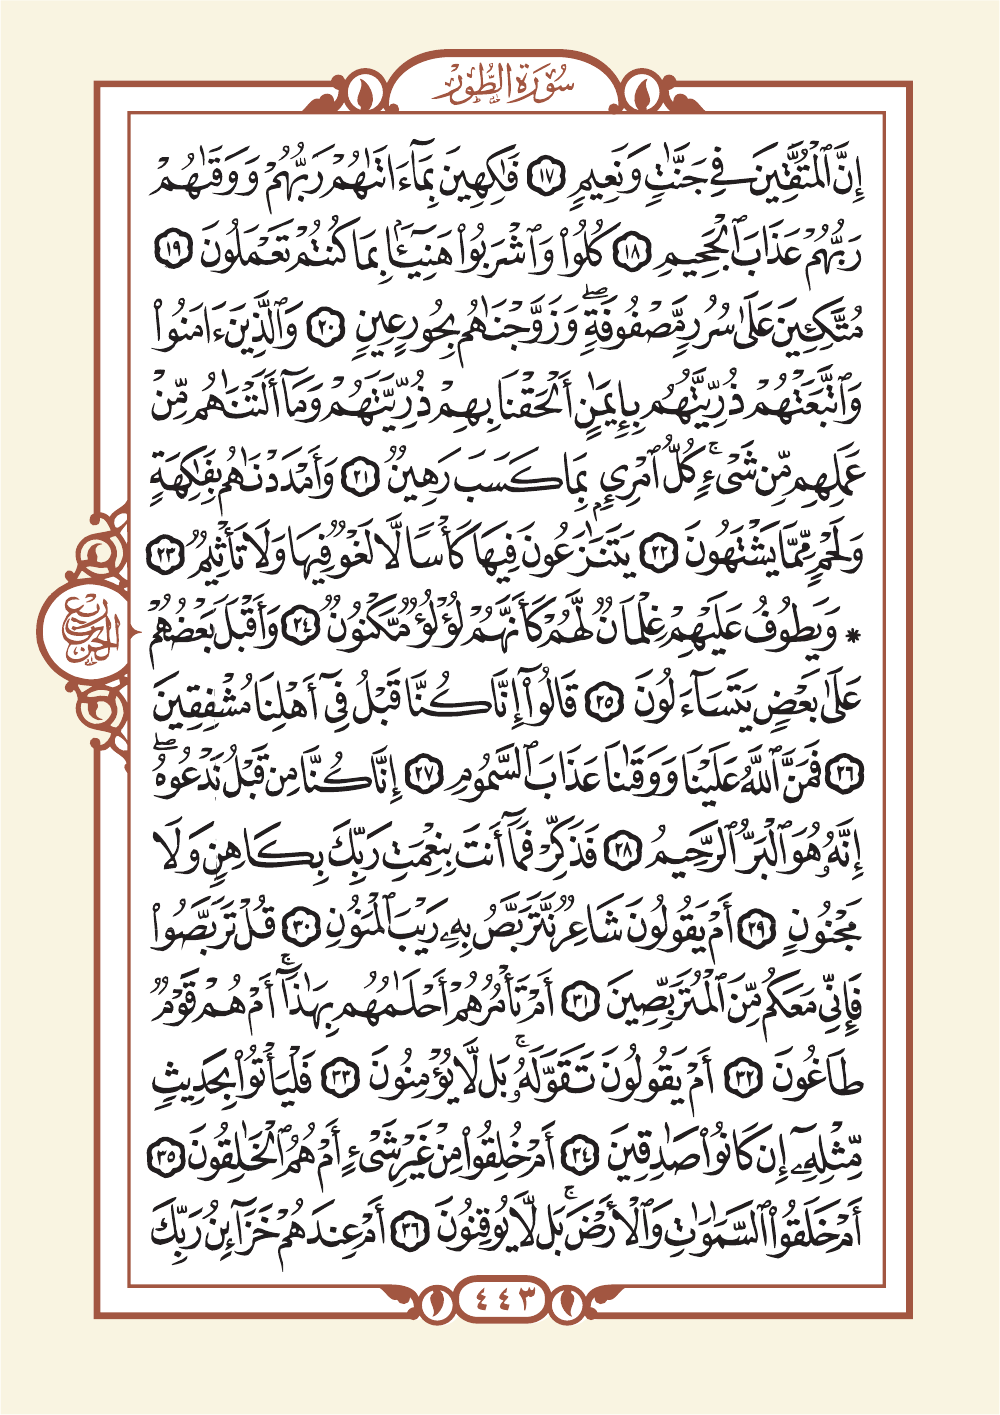 سُورَةُ الطُّورِ
إِنَّ ٱلْمُتَّقِينَ فِي جَنَّٰتٍ وَنَعِيمٍ ١٧ فَٰكِهِينَ بِمَآ ءَاتَىٰهُمْ رَبُّهُمْ وَوَقَىٰهُمْ
رَبُّهُمْ عَذَابَ ٱلْجَحِيمِ ١٨ كُلُوا۟ وَٱشْرَبُوا۟ هَنِيٓـَٔۢا بِمَا كُنتُمْ تَعْمَلُونَ ١٩
مُتَّكِـِٔينَ عَلَىٰ سُرُرٍ مَّصْفُوفَةٍۖ وَزَوَّجْنَٰهُم بِحُورٍ عِينٍ ٢٠ وَٱلَّذِينَ ءَامَنُوا۟
وَٱتَّبَعَتْهُمْ ذُرِّيَّتُهُم بِإِيمَٰنٍ أَلْحَقْنَا بِهِمْ ذُرِّيَّتَهُمْ وَمَآ أَلَتْنَٰهُم مِّنْ
عَمَلِهِم مِّن شَىْءٍۚ كُلُّ ٱمْرِئٍۭ بِمَا كَسَبَ رَهِينٌ ٢١ وَأَمْدَدْنَٰهُم بِفَٰكِهَةٍ
وَلَحْمٍ مِّمَّا يَشْتَهُونَ ٢٢ يَتَنَٰزَعُونَ فِيهَا كَأْسًا لَّا لَغْوٌ فِيهَا وَلَا تَأْثِيمٌ ٢٣
* وَيَطُوفُ عَلَيْهِمْ غِلْمَانٌ لَّهُمْ كَأَنَّهُمْ لُؤْلُؤٌ مَّكْنُونٌ ٢٤ وَأَقْبَلَ بَعْضُهُمْ
عَلَىٰ بَعْضٍ يَتَسَآءَلُونَ ٢٥ قَالُوٓا۟ إِنَّا كُنَّا قَبْلُ فِىٓ أَهْلِنَا مُشْفِقِينَ
٢٦ فَمَنَّ ٱللَّهُ عَلَيْنَا وَوَقَىٰنَا عَذَابَ ٱلسَّمُومِ ٢٧ إِنَّا كُنَّا مِن قَبْلُ نَدْعُوهُۖ
إِنَّهُۥ هُوَ ٱلْبَرُّ ٱلرَّحِيمُ ٢٨ فَذَكِّرْ فَمَآ أَنتَ بِنِعْمَتِ رَبِّكَ بِكَاهِنٍ وَلَا
مَجْنُونٍ ٢٩ أَمْ يَقُولُونَ شَاعِرٌ نَّتَرَبَّصُ بِهِۦ رَيْبَ ٱلْمَنُونِ ٣٠ قُلْ تَرَبَّصُوا۟
فَإِنِّى مَعَكُم مِّنَ ٱلْمُتَرَبِّصِينَ ٣١ أَمْ تَأْمُرُهُمْ أَحْلَٰمُهُم بِهَٰذَآۚ أَمْ هُمْ قَوْمٌ
طَاغُونَ ٣٢ أَمْ يَقُولُونَ تَقَوَّلَهُۥۚ بَل لَّا يُؤْمِنُونَ ٣٣ فَلْيَأْتُوا۟ بِحَدِيثٍ
مِّثْلِهِۦٓ إِن كَانُوا۟ صَٰدِقِينَ ٣٤ أَمْ خُلِقُوا۟ مِنْ غَيْرِ شَىْءٍ أَمْ هُمُ ٱلْخَٰلِقُونَ ٣٥
أَمْ خَلَقُوا۟ ٱلسَّمَٰوَٰتِ وَٱلْأَرْضَۚ بَل لَّا يُوقِنُونَ ٣٦ أَمْ عِندَهُمْ خَزَآئِنُ رَبِّكَ
ربع الحزب
٤٤٣